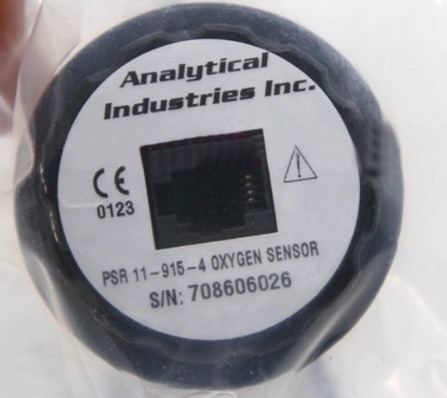 Analytical
Industries Inc.
CE
0123
PSR 11-915-4 OXYGEN SENSOR
S/N: 708606026